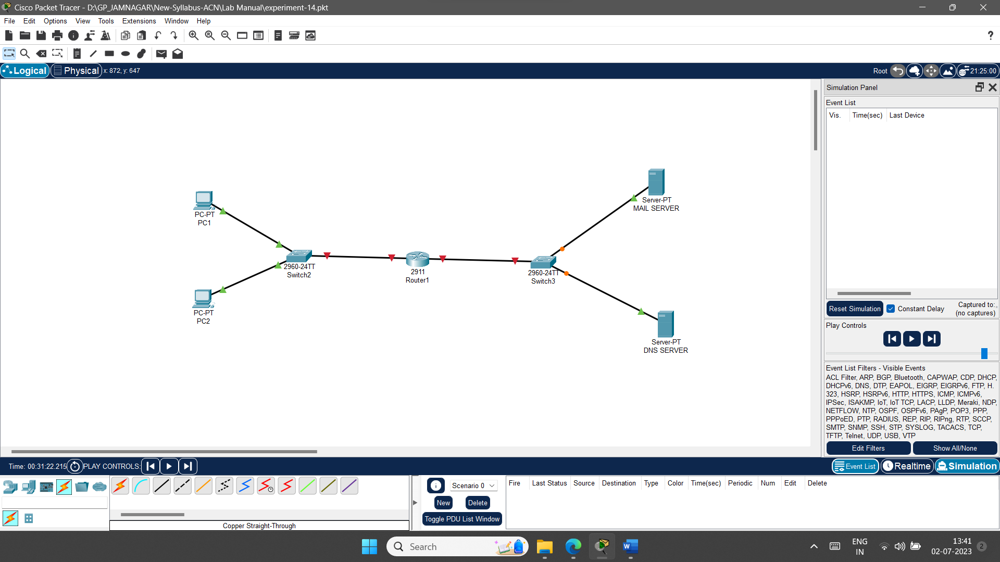 Cisco Packet Tracer - D:\GP_JAMNAGAR\New-Syllabus-ACN\Lab Manual\experiment-14.pkt
File Edit Options View Tools Extensions Window Help
?
Logical Physical x: 872, y: 647
Root 21:25:00
Simulation Panel
Event List
Vis. Time(sec) Last Device
Server-PT
MAIL SERVER
PC-PT
PC1
2960-24TT
Switch2
2911
Router1
2960-24TT
Switch3
PC-PT
PC2
Server-PT
DNS SERVER
Reset Simulation Constant Delay Captured to:
(no captures)
Play Controls
Event List Filters - Visible Events
ACL Filter, ARP, BGP, Bluetooth, CAPWAP, CDP, DHCP,
DHCPv6, DNS, DTP, EAPOL, EIGRP, EIGRPv6, FTP, H.
323, HSRP, HSRPv6, HTTP, HTTPS, ICMP, ICMPv6,
IPSec, ISAKMP, IoT, IoT TCP, LACP, LLDP, Meraki, NDP,
NETFLOW, NTP, OSPF, OSPFv6, PAgP, POP3, PPP,
PPPoED, PTP, RADIUS, REP, RIP, RIPng, RTP, SCCP,
SMTP, SNMP, SSH, STP, SYSLOG, TACACS, TCP,
TFTP, Telnet, UDP, USB, VTP
Edit Filters Show All/None
Time: 00:31:22.215 PLAY CONTROLS:
Event List Realtime Simulation
Scenario 0
New Delete
Toggle PDU List Window
Fire Last Status Source Destination Type Color Time(sec) Periodic Num Edit Delete
Copper Straight-Through
Search
ENG
IN
13:41
02-07-2023
2